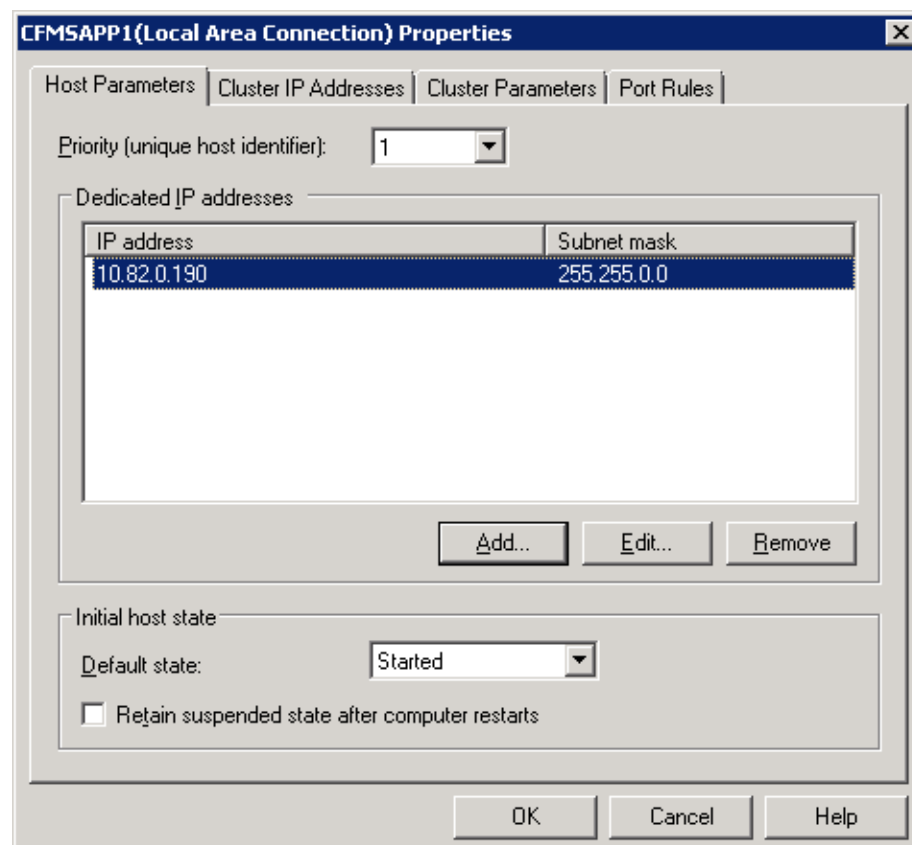 CFMSAPP1(Local Area Connection) Properties
Host Parameters Cluster IP Addresses Cluster Parameters Port Rules
Priority (unique host identifier): 1
Dedicated IP addresses
IP address Subnet mask
10.82.0.190 255.255.0.0
Add... Edit... Remove
Initial host state
Default state: Started
Retain suspended state after computer restarts
OK Cancel Help